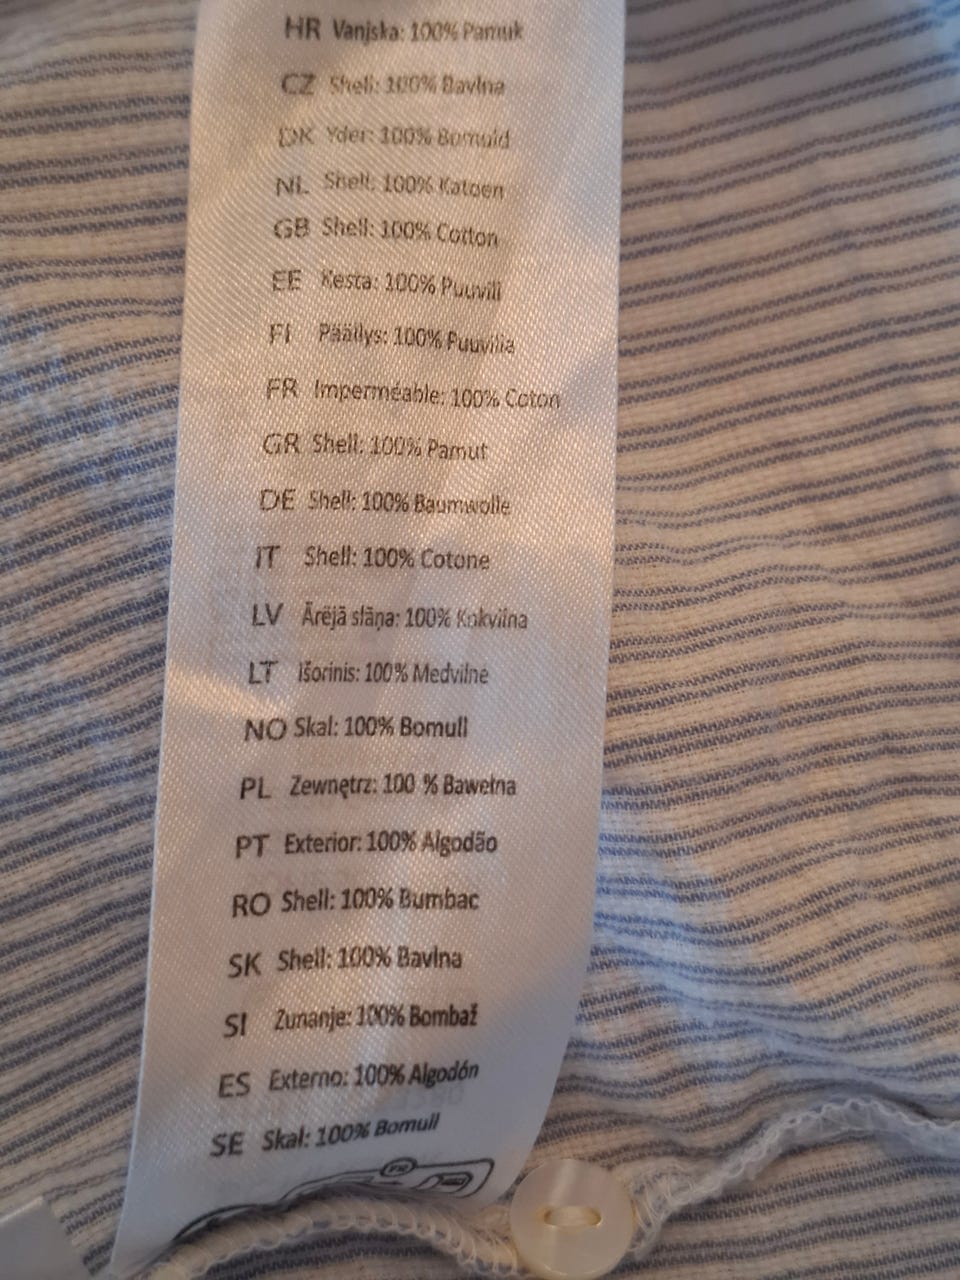 HR Vanjska: 100% Pamuk
CZ Shell: 100% Bavlna
DK Yder: 100% Bomuld
NL Shell: 100% Katoen
GB Shell: 100% Cotton
EE Kesta: 100% Puuvill
FI Päällys: 100% Puuvilla
FR Imperméable: 100% Coton
GR Shell: 100% Pamut
DE Shell: 100% Baumwolle
IT Shell: 100% Cotone
LV Ārējā slāņa: 100% Kokvilna
LT Išorinis: 100% Medvilne
NO Skal: 100% Bomull
PL Zewnętrz: 100 % Bawełna
PT Exterior: 100% Algodão
RO Shell: 100% Bumbac
SK Shell: 100% Bavlna
SI Zunanje: 100% Bombaž
ES Externo: 100% Algodón
SE Skal: 100% Bomull
FR